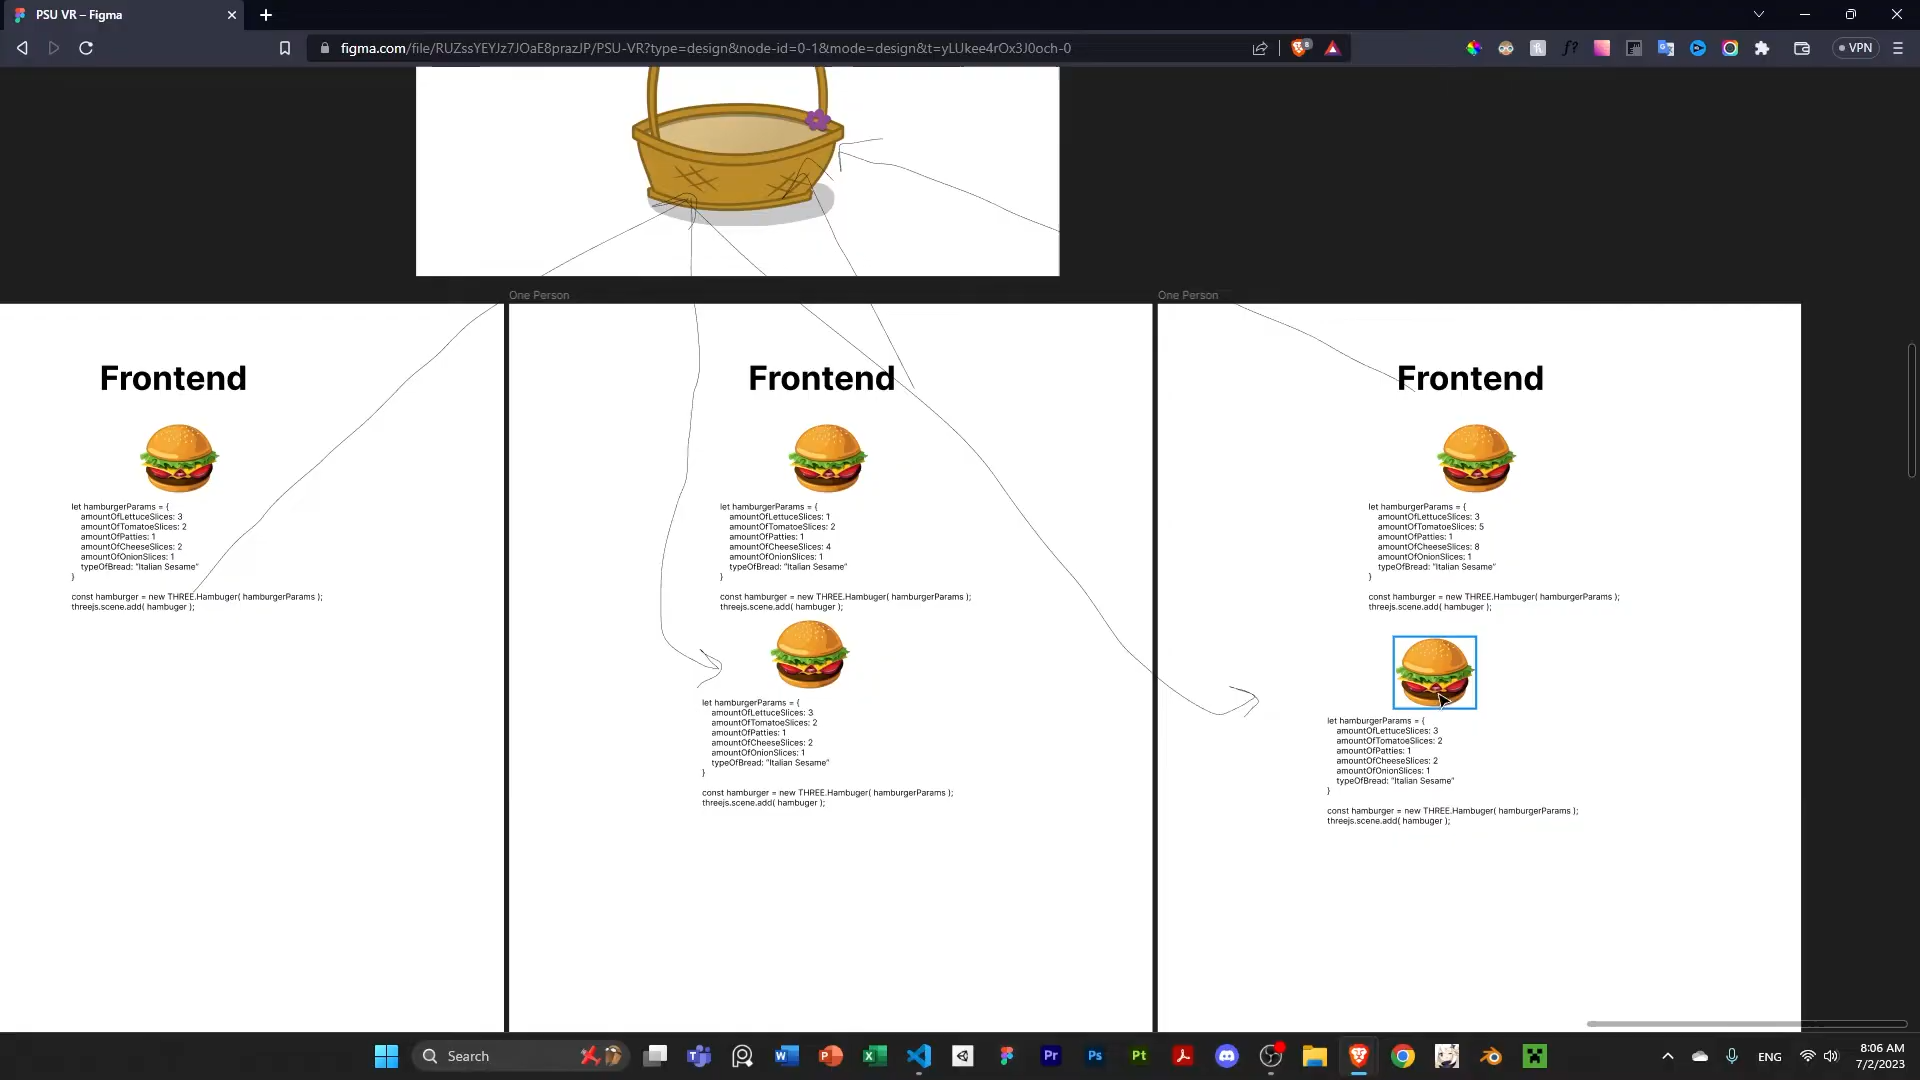 PSU VR – Figma
figma.com/file/RUZssYEYJz7JOaE8prazJP/PSU-VR?type=design&node-id=0-1&mode=design&t=yLUkee4rOx3J0och-0
VPN
One Person
One Person
Frontend
let hamburgerParams = {
amountOfLettuceSlices: 3
amountOfTomatoeSlices: 2
amountOfPatties: 1
amountOfCheeseSlices: 2
amountOfOnionSlices: 1
typeOfBread: "Italian Sesame"
}
const hamburger = new THREE.Hambuger( hamburgerParams );
threejs.scene.add( hambuger );
Frontend
let hamburgerParams = {
amountOfLettuceSlices: 1
amountOfTomatoeSlices: 2
amountOfPatties: 1
amountOfCheeseSlices: 4
amountOfOnionSlices: 1
typeOfBread: "Italian Sesame"
}
const hamburger = new THREE.Hambuger( hamburgerParams );
threejs.scene.add( hambuger );
let hamburgerParams = {
amountOfLettuceSlices: 3
amountOfTomatoeSlices: 2
amountOfPatties: 1
amountOfCheeseSlices: 2
amountOfOnionSlices: 1
typeOfBread: "Italian Sesame"
}
const hamburger = new THREE.Hambuger( hamburgerParams );
threejs.scene.add( hambuger );
Frontend
let hamburgerParams = {
amountOfLettuceSlices: 3
amountOfTomatoeSlices: 5
amountOfPatties: 1
amountOfCheeseSlices: 8
amountOfOnionSlices: 1
typeOfBread: "Italian Sesame"
}
const hamburger = new THREE.Hambuger( hamburgerParams );
threejs.scene.add( hambuger );
let hamburgerParams = {
amountOfLettuceSlices: 3
amountOfTomatoeSlices: 2
amountOfPatties: 1
amountOfCheeseSlices: 2
amountOfOnionSlices: 1
typeOfBread: "Italian Sesame"
}
const hamburger = new THREE.Hambuger( hamburgerParams );
threejs.scene.add( hambuger );
Search
Pr
Ps
Pt
ENG
8:06 AM
7/2/2023